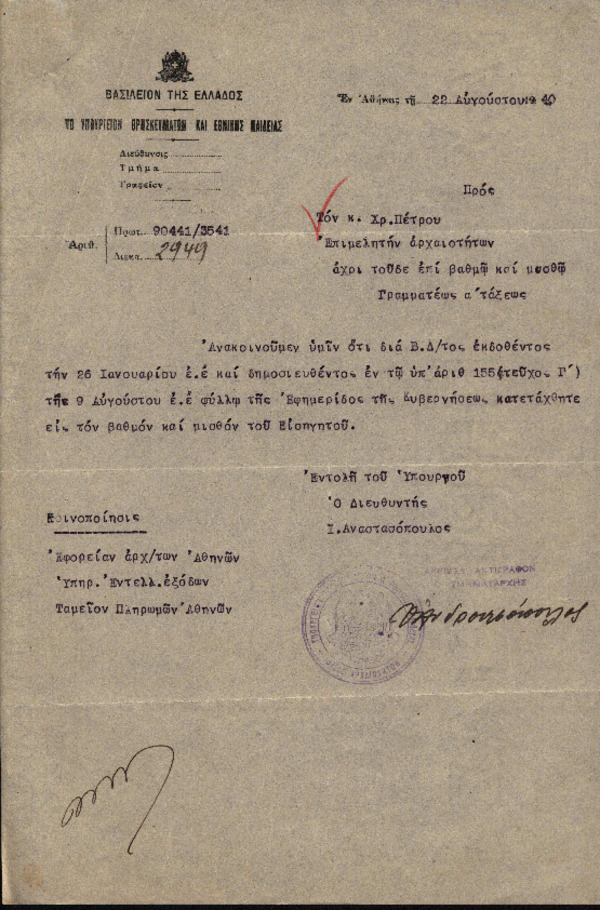 ΒΑΣΙΛΕΙΟΝ ΤΗΣ ΕΛΛΑΔΟΣ
ΤΟ ΥΠΟΥΡΓΕΙΟΝ ΘΡΗΣΚΕΥΜΑΤΩΝ ΚΑΙ ΕΘΝΙΚΗΣ ΠΑΙΔΕΙΑΣ
Διεύθυνσις
Τμῆμα
Γραφεῖον
Ἀριθ. Πρωτ. 90441/3541
Διεκπ. 2949
Ἐν Ἀθήναις τῇ 22 Αὐγούστου 1940
Πρός
Τόν κ. Χρ.Πέτρου
Ἐπιμελητήν ἀρχαιοτήτων
ἄχρι τοῦδε ἐπί βαθμῷ καί μισθῷ
Γραμματέως α΄τάξεως
Ἀνακοινοῦμεν ὑμῖν ὅτι διά Β.Δ/τος ἐκδοθέντος
τήν 26 Ιανουαρίου ἐ.ἔ καί δημοσιευθέντος ἐν τῷ ὑπ'ἀριθ 155(τεῦχος Γ΄)
τῆς 9 Αὐγούστου ἐ.ἔ φύλλῳ τῆς Ἐφημερίδος τῆς Κυβερνήσεως κατετάχθητε
εἰς τόν βαθμόν καί μισθόν τοῦ Εἰσηγητοῦ.
Ἐντολῇ τοῦ Ὑπουργοῦ
Ὁ Διευθυντής
Ι.Αναστασόπουλος
Κοινοποίησις
Ἐφορείαν ἀρχ/των Ἀθηνῶν
Ὑπηρ. Ἐντελλ.ἐξόδων
Ταμεῖον Πληρωμῶν Ἀθηνῶν
ΑΚΡΙΒΕΣ ΑΝΤΙΓΡΑΦΟΝ
ΤΜΗΜΑΤΑΡΧΗΣ